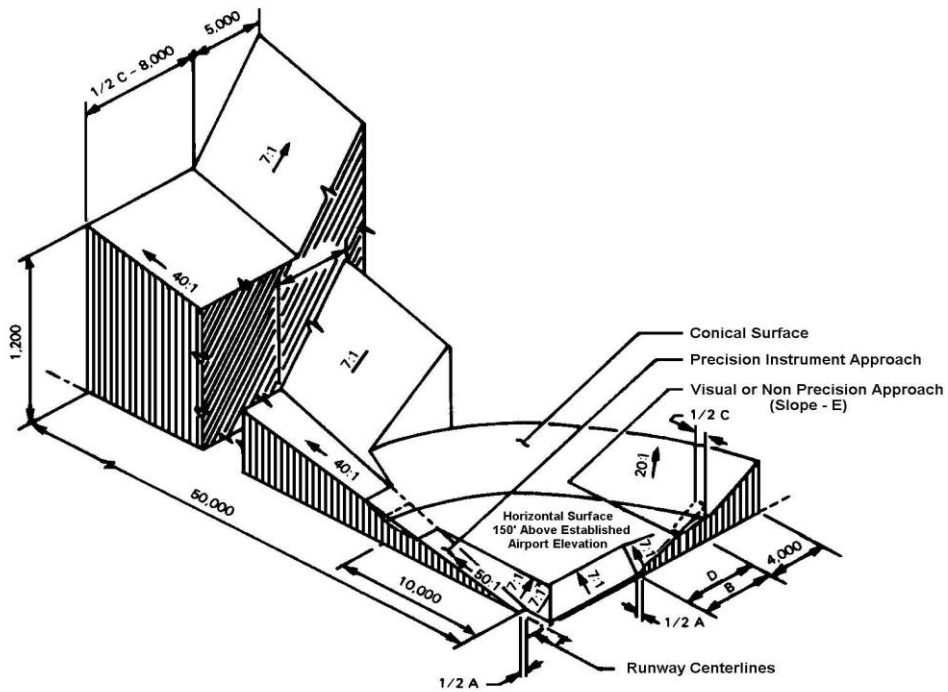 5,000
1/2 C – 8,000
7:1
40:1
1,200
7:1
Conical Surface
Precision Instrument Approach
Visual or Non Precision Approach
(Slope - E)
1/2 C
40:1
20:1
50,000
Horizontal Surface
150' Above Established
Airport Elevation
7:1
4,000
50:1
7:1
7:1
7:1
D
B
10,000
1/2 A
Runway Centerlines
1/2 A